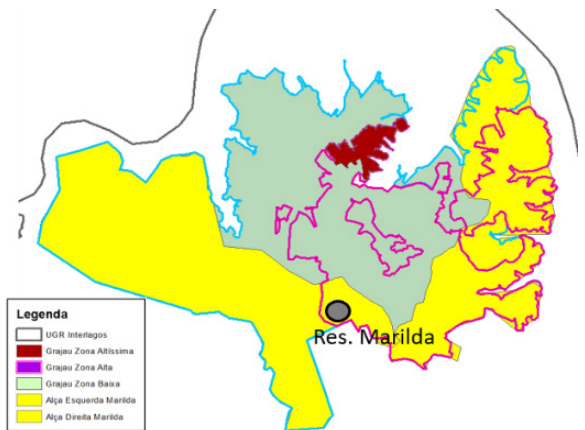 Res. Marilda
Legenda
UGR Interlagos
Grajau Zona Altíssima
Grajau Zona Alta
Grajau Zona Baixa
Alça Esquerda Marilda
Alça Direita Marilda